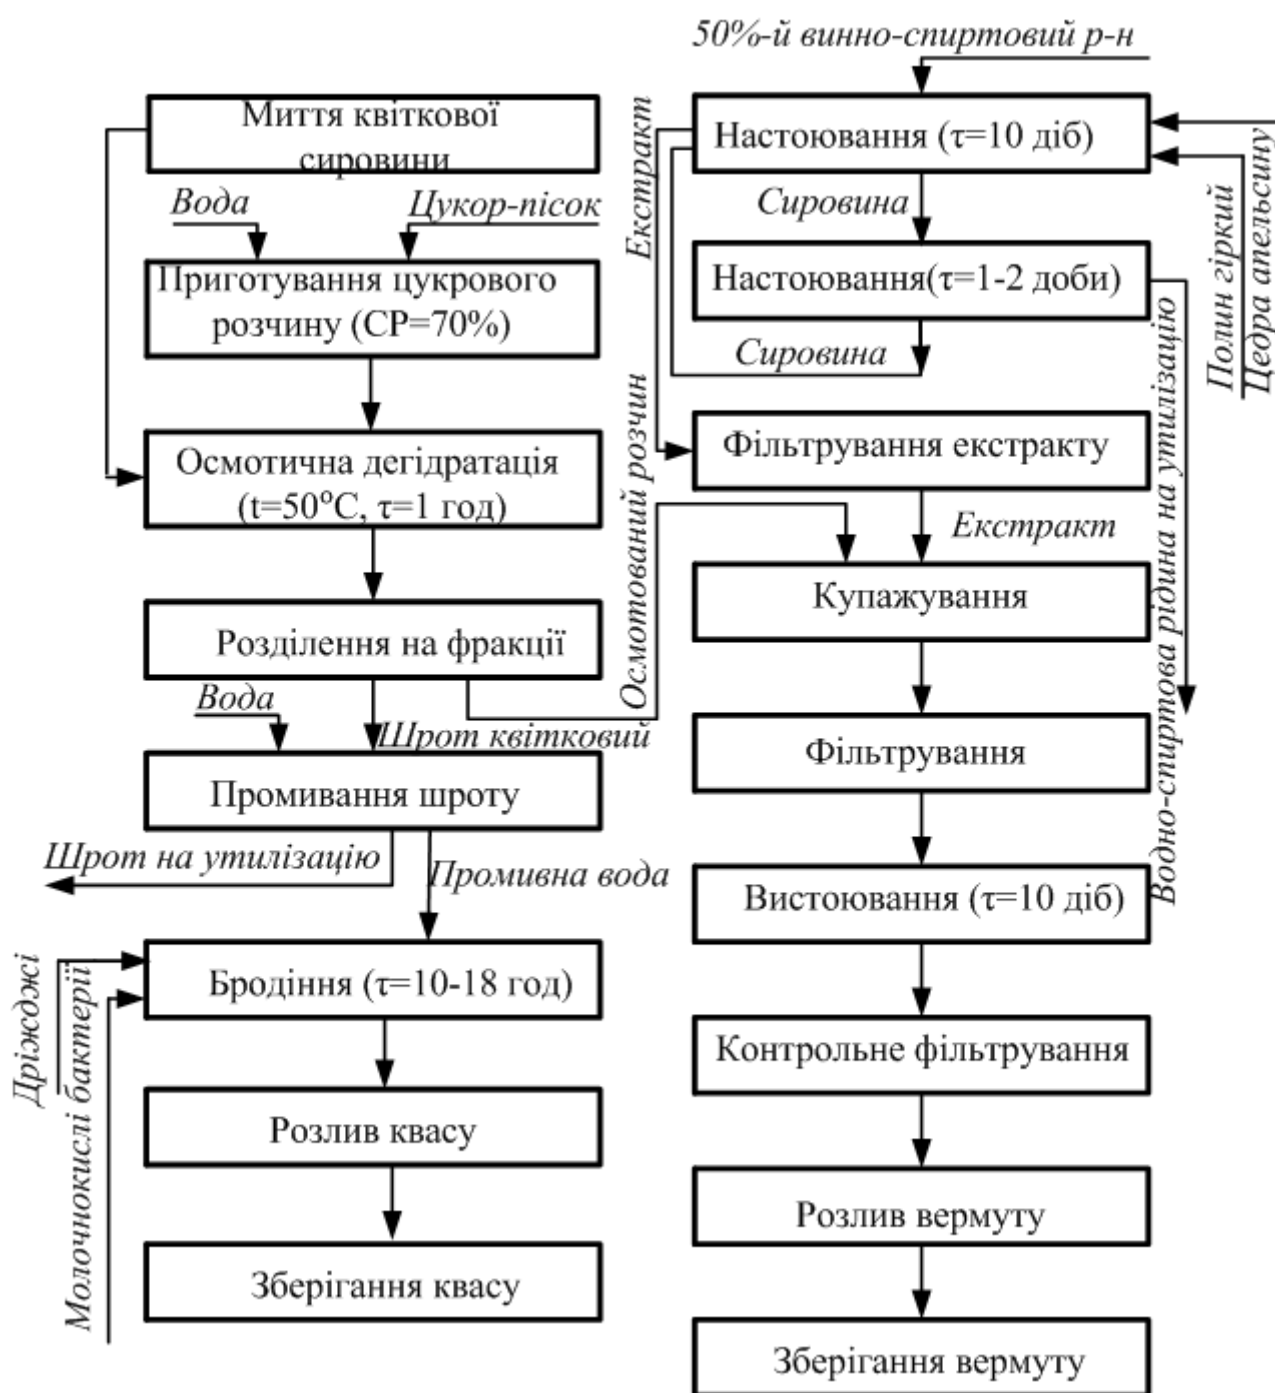 Миття квіткової
сировини
Вода
Цукор-пісок
Приготування цукрового
розчину (СР=70%)
Осмотична дегідратація
(t=50°C, τ=1 год)
Розділення на фракції
Вода
Шрот квітковий
Промивання шроту
Шрот на утилізацію
Промивна вода
Дріжджі
Молочнокислі бактерії
Бродіння (τ=10-18 год)
Розлив квасу
Зберігання квасу
50%-й винно-спиртовий р-н
Екстракт
Настоювання (τ=10 діб)
Сировина
Полин гіркий
Цедра апельсину
Настоювання(τ=1-2 доби)
Сировина
Водно-спиртова рідина на утилізацію
Фільтрування екстракту
Осмотований розчин
Екстракт
Купажування
Фільтрування
Вистоювання (τ=10 діб)
Контрольне фільтрування
Розлив вермуту
Зберігання вермуту